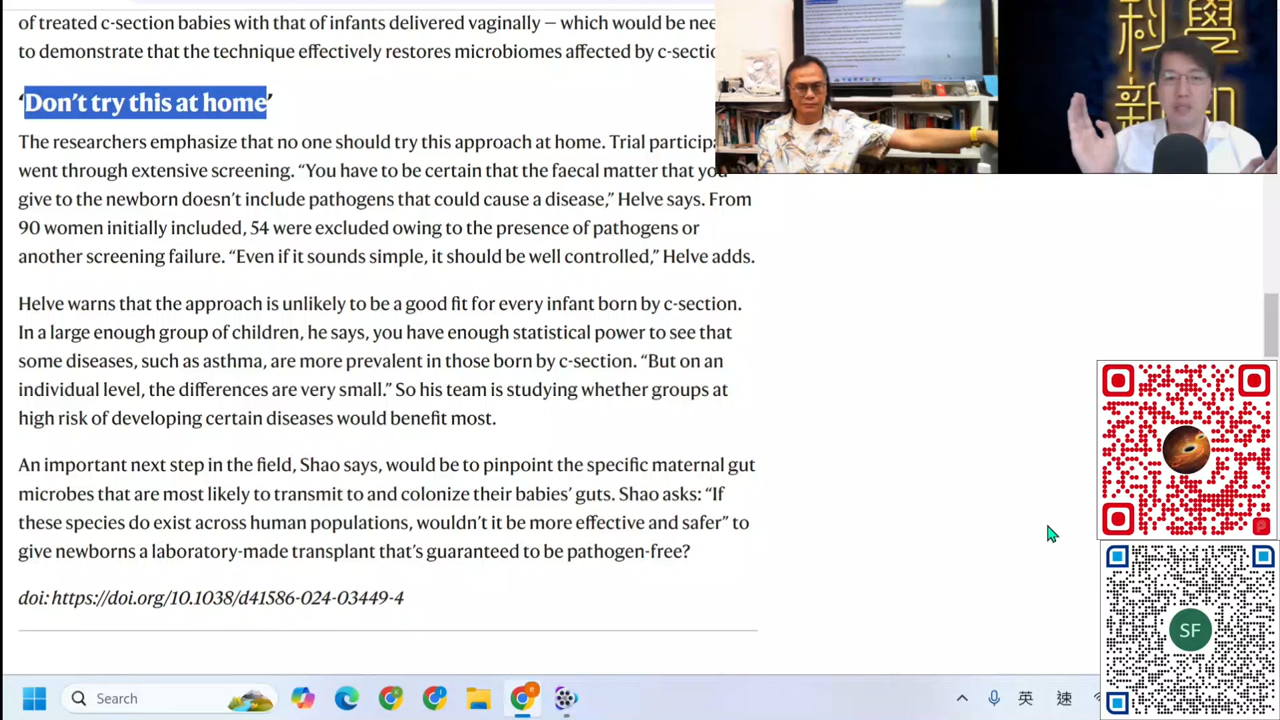 of treated c-section babies with that of infants delivered vaginally — which would be nee
to demonstrate that the technique effectively restores microbiomes affected by c-sectio
‘Don’t try this at home’
The researchers emphasize that no one should try this approach at home. Trial participa
went through extensive screening. “You have to be certain that the faecal matter that you
give to the newborn doesn’t include pathogens that could cause a disease,” Helve says. From
90 women initially included, 54 were excluded owing to the presence of pathogens or
another screening failure. “Even if it sounds simple, it should be well controlled,” Helve adds.
Helve warns that the approach is unlikely to be a good fit for every infant born by c-section.
In a large enough group of children, he says, you have enough statistical power to see that
some diseases, such as asthma, are more prevalent in those born by c-section. “But on an
individual level, the differences are very small.” So his team is studying whether groups at
high risk of developing certain diseases would benefit most.
An important next step in the field, Shao says, would be to pinpoint the specific maternal gut
microbes that are most likely to transmit to and colonize their babies’ guts. Shao asks: “If
these species do exist across human populations, wouldn’t it be more effective and safer” to
give newborns a laboratory-made transplant that’s guaranteed to be pathogen-free?
doi: https://doi.org/10.1038/d41586-024-03449-4
科學
新知
SF
Search
英
速